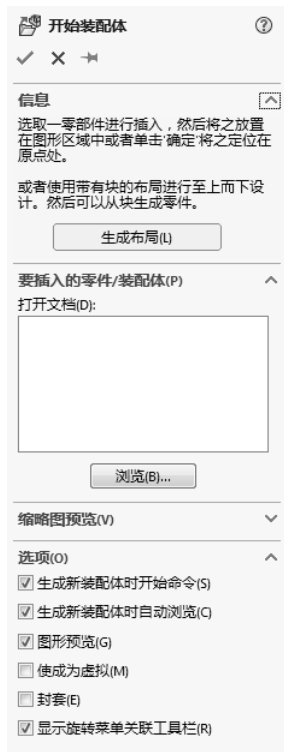 开始装配体
信息
选取一零部件进行插入，然后将之放置
在图形区域中或者单击'确定'将之定位在
原点处。
或者使用带有块的布局进行至上而下设
计。然后可以从块生成零件。
生成布局(L)
要插入的零件/装配体(P)
打开文档(D):
浏览(B)...
缩略图预览(V)
选项(O)
生成新装配体时开始命令(S)
生成新装配体时自动浏览(C)
图形预览(G)
使成为虚拟(M)
封套(E)
显示旋转菜单关联工具栏(R)